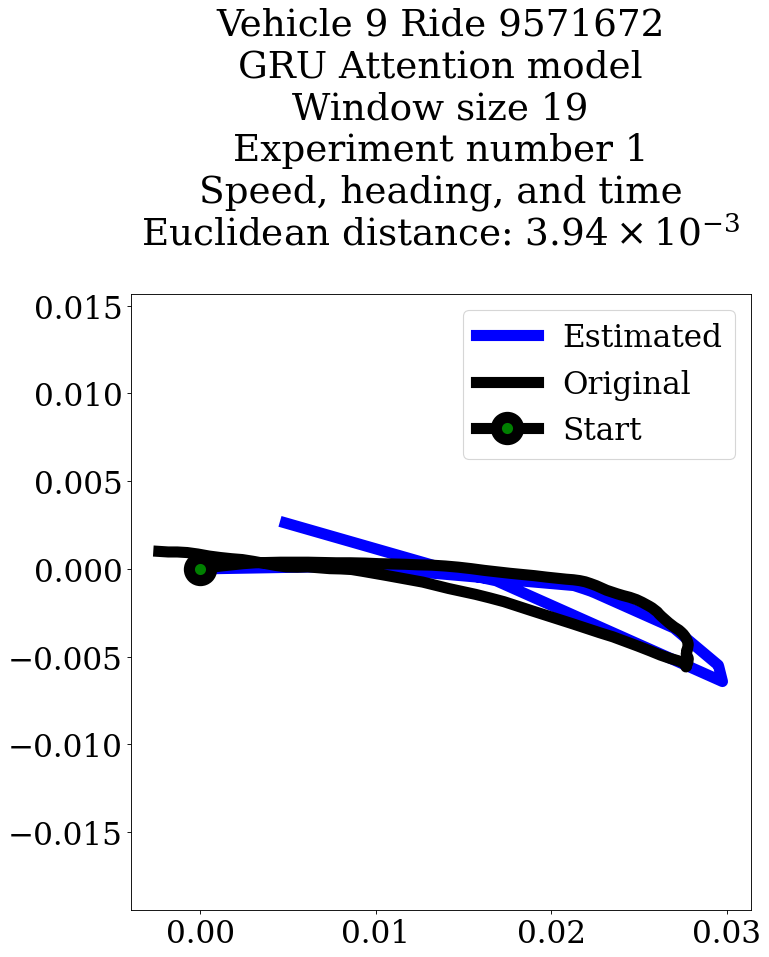 Vehicle 9 Ride 9571672
GRU Attention model
Window size 19
Experiment number 1
Speed, heading, and time
Euclidean distance: 3.94 × 10⁻³
Estimated
Original
Start
0.015
0.010
0.005
0.000
−0.005
−0.010
−0.015
0.00 0.01 0.02 0.03